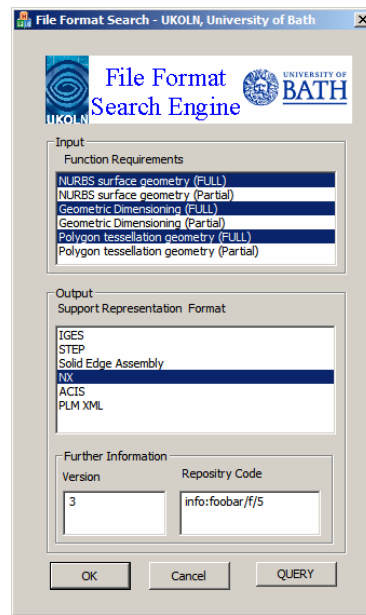 File Format Search - UKOLN, University of Bath
File Format
Search Engine
UKOLN
UNIVERSITY OF
BATH
Input
Function Requirements
NURBS surface geometry (FULL)
NURBS surface geometry (Partial)
Geometric Dimensioning (FULL)
Geometric Dimensioning (Partial)
Polygon tessellation geometry (FULL)
Polygon tessellation geometry (Partial)
Output
Support Representation Format
IGES
STEP
Solid Edge Assembly
NX
ACIS
PLM XML
Further Information
Version
Repositry Code
3
info:foobar/f/5
OK
Cancel
QUERY